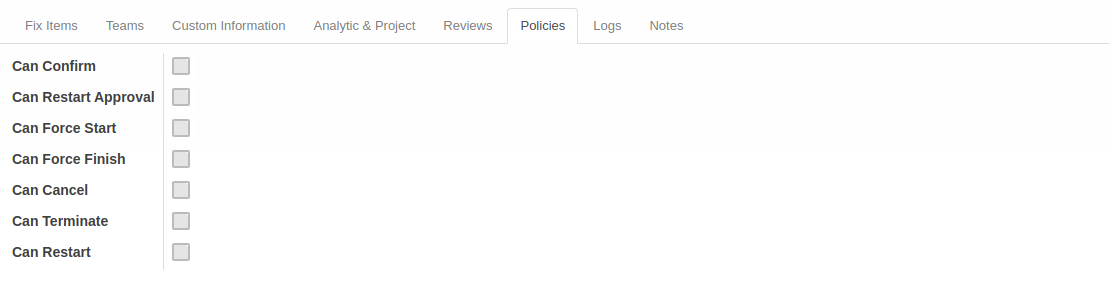 Fix Items Teams Custom Information Analytic & Project Reviews Policies Logs Notes
Can Confirm
Can Restart Approval
Can Force Start
Can Force Finish
Can Cancel
Can Terminate
Can Restart